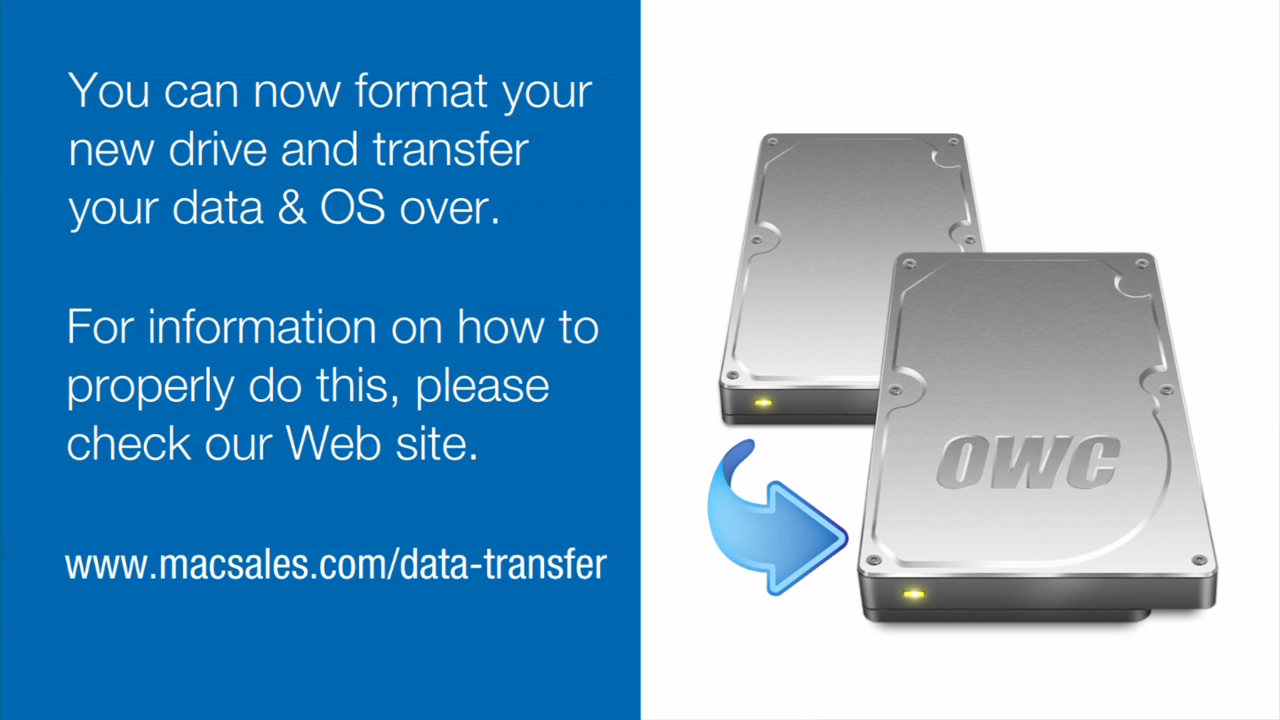 You can now format your
new drive and transfer
your data & OS over.
For information on how to
properly do this, please
check our Web site.
www.macsales.com/data-transfer
OWC